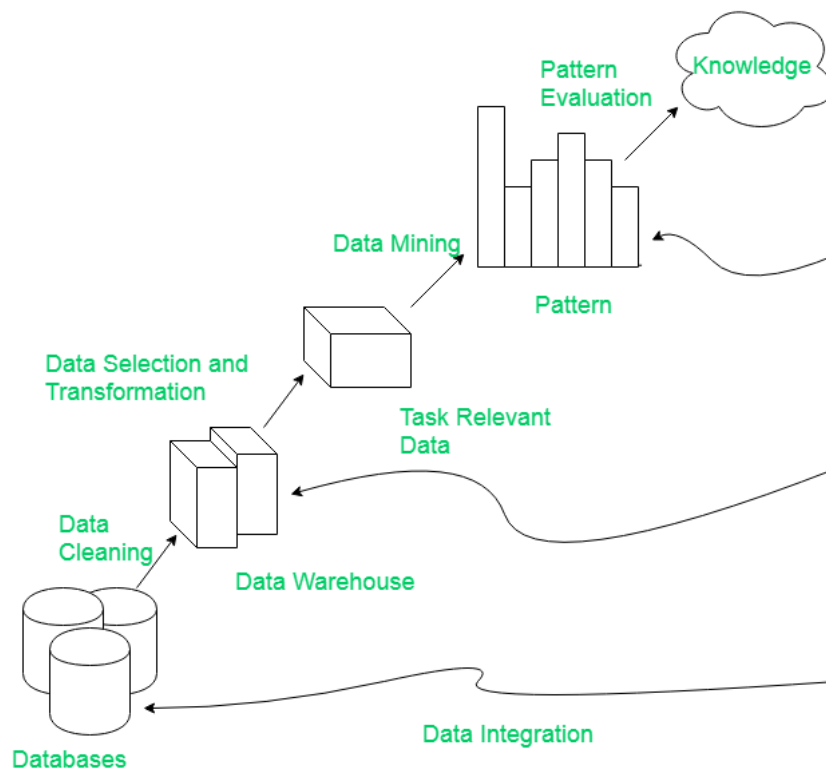 Knowledge
Pattern
Evaluation
Data Mining
Pattern
Data Selection and
Transformation
Task Relevant
Data
Data
Cleaning
Data Warehouse
Data Integration
Databases